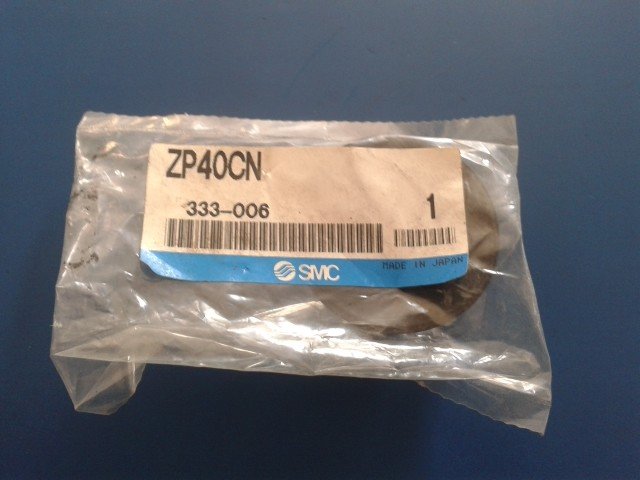 ZP40CN
333-006
1
SMC
MADE IN JAPAN